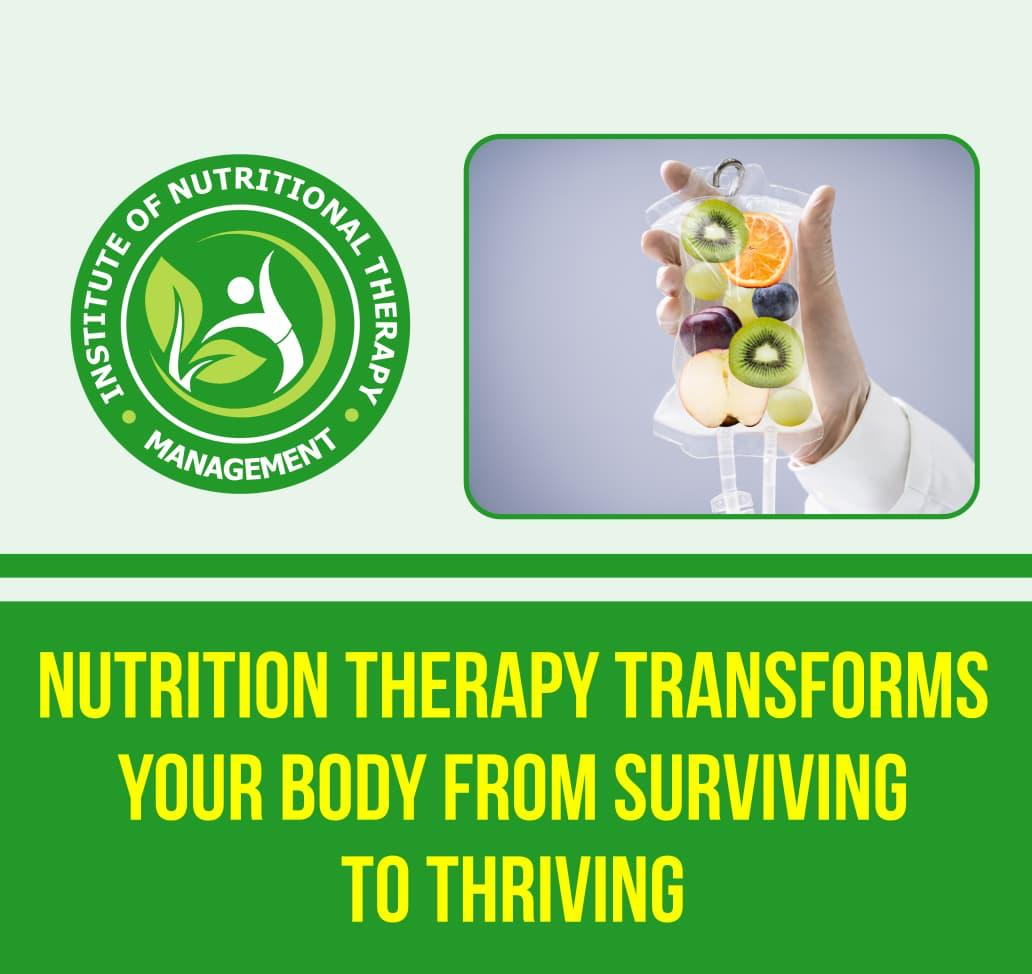 INSTITUTE OF NUTRITIONAL THERAPY
MANAGEMENT
NUTRITION THERAPY TRANSFORMS
YOUR BODY FROM SURVIVING
TO THRIVING